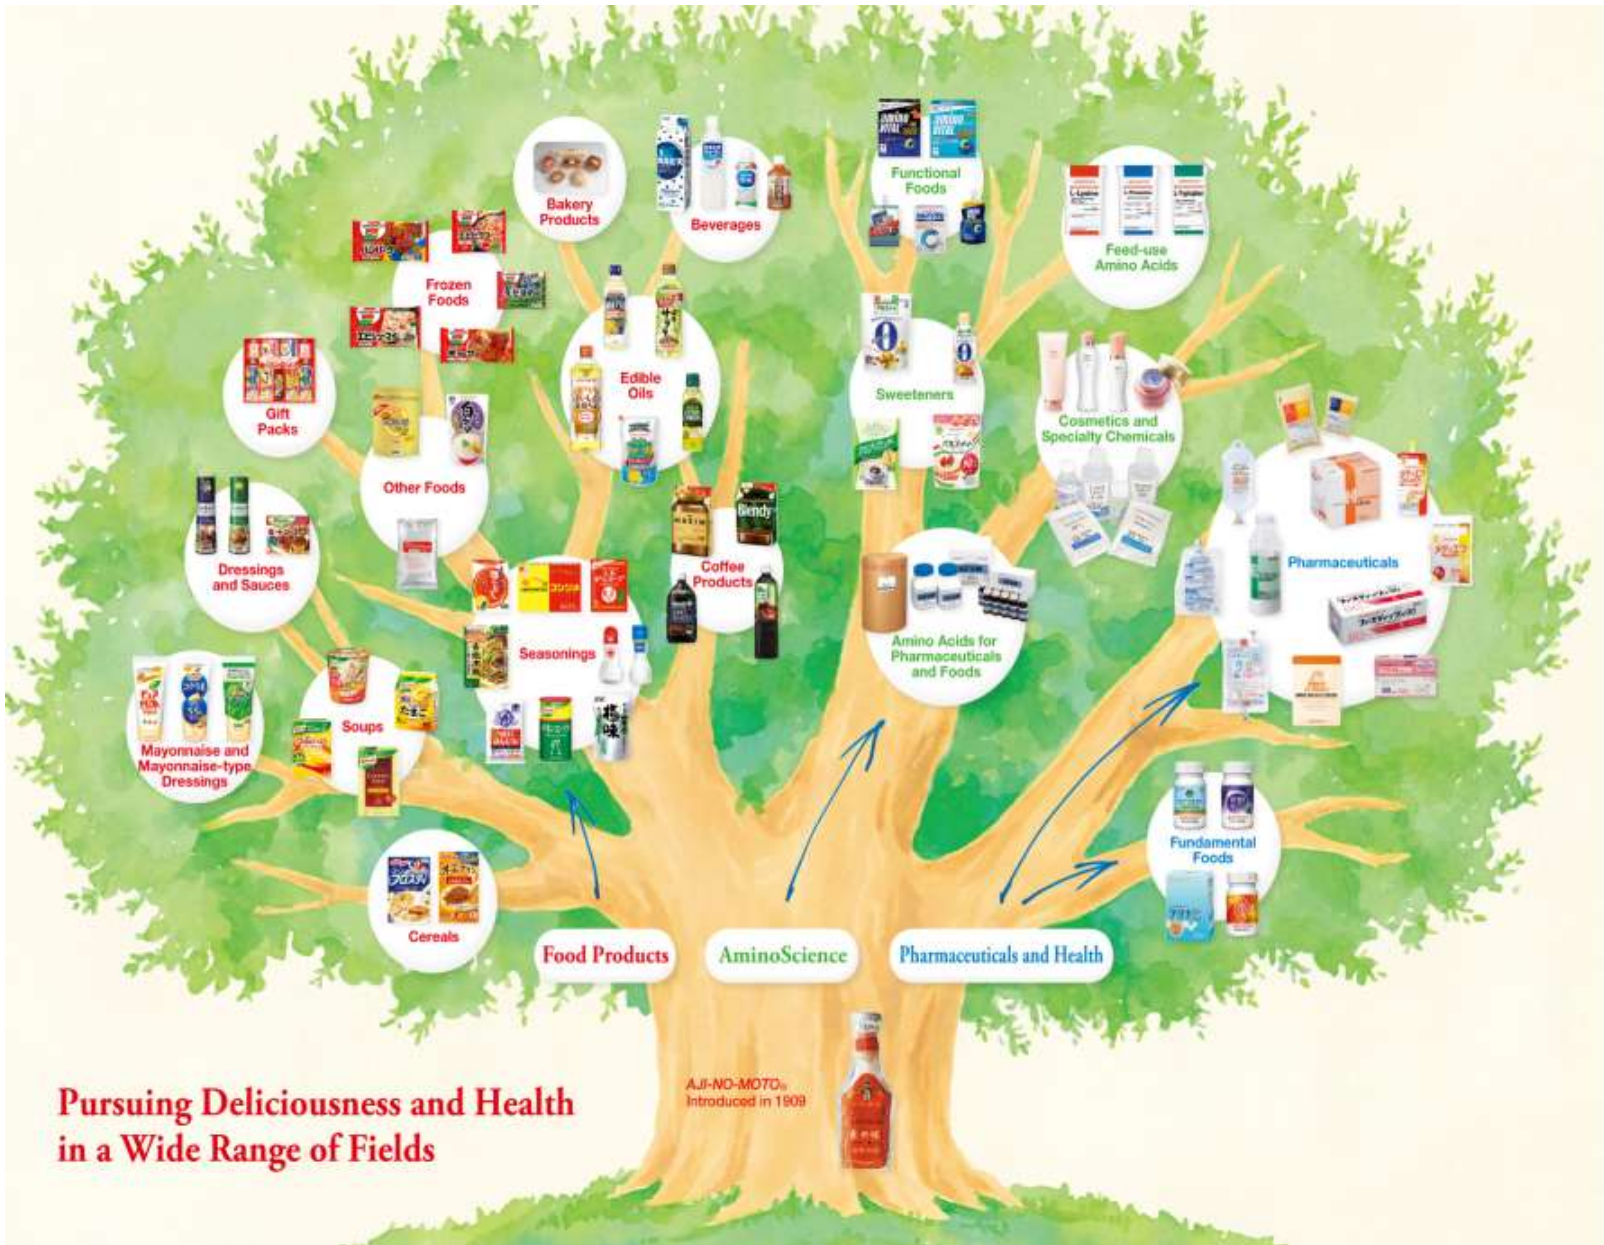 Functional
Foods
Bakery
Products
Beverages
Feed-use
Amino Acids
L-Lysine
Frozen
Foods
Edible
Oils
Sweeteners
Gift
Packs
Cosmetics and
Specialty Chemicals
Other Foods
Blendy
Coffee
Products
Dressings
and Sauces
Pharmaceuticals
Seasonings
Amino Acids for
Pharmaceuticals
and Foods
Soups
Mayonnaise and
Mayonnaise-type
Dressings
Fundamental
Foods
Cereals
Food Products
AminoScience
Pharmaceuticals and Health
AJI-NO-MOTO®
Introduced in 1909
Pursuing Deliciousness and Health
in a Wide Range of Fields